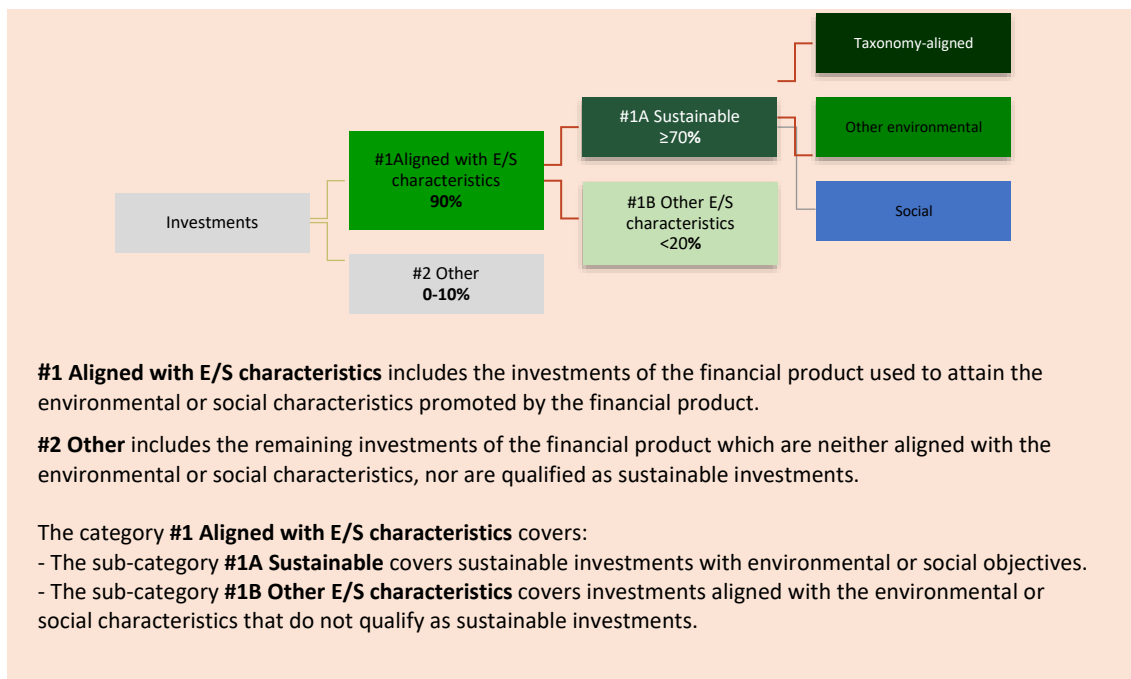 Taxonomy-aligned
#1A Sustainable
≥70%
Other environmental
#1Aligned with E/S
characteristics
90%
#1B Other E/S
characteristics
<20%
Social
Investments
#2 Other
0-10%
#1 Aligned with E/S characteristics includes the investments of the financial product used to attain the
environmental or social characteristics promoted by the financial product.
#2 Other includes the remaining investments of the financial product which are neither aligned with the
environmental or social characteristics, nor are qualified as sustainable investments.
The category #1 Aligned with E/S characteristics covers:
- The sub-category #1A Sustainable covers sustainable investments with environmental or social objectives.
- The sub-category #1B Other E/S characteristics covers investments aligned with the environmental or
social characteristics that do not qualify as sustainable investments.